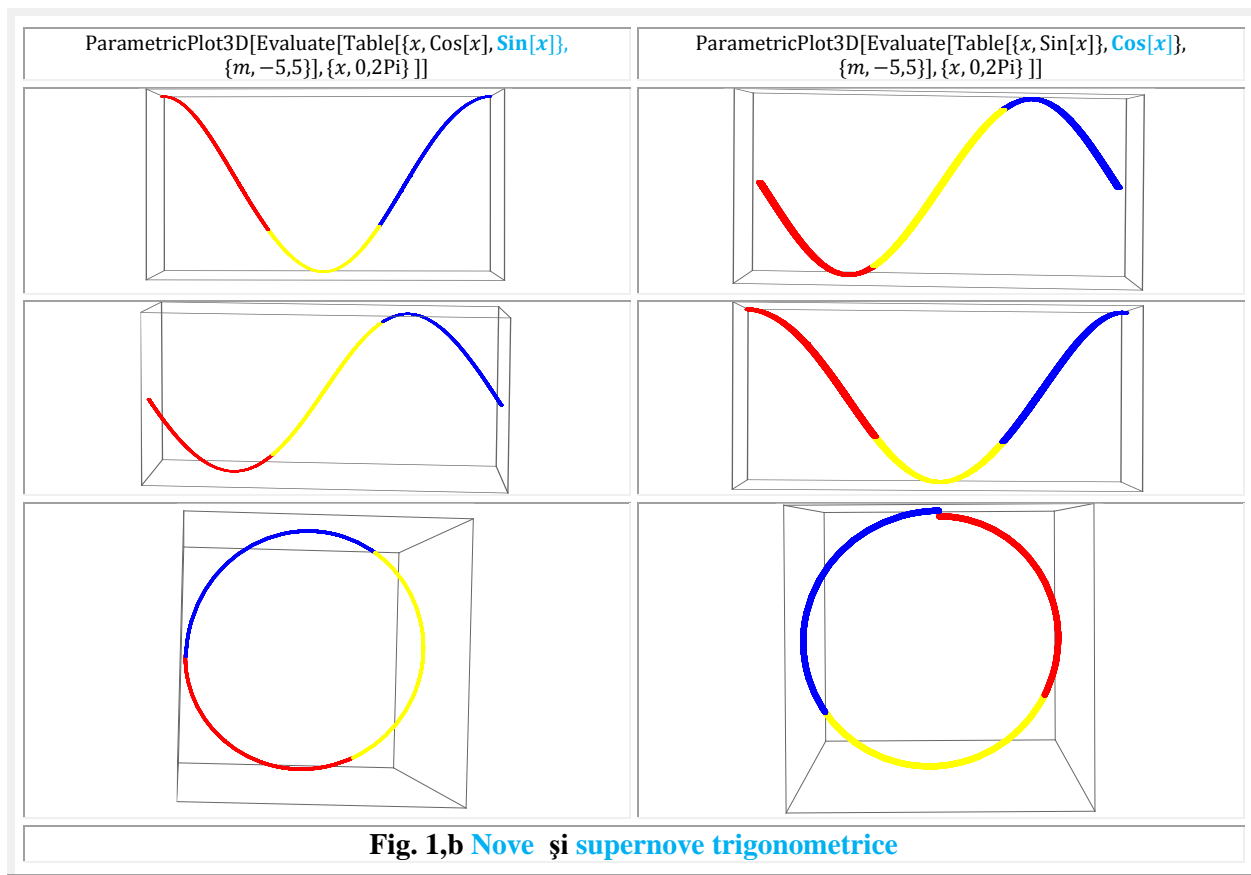 ParametricPlot3D[Evaluate[Table[{x, Cos[x], Sin[x]},
{m, −5,5}], {x, 0,2Pi} ]]
ParametricPlot3D[Evaluate[Table[{x, Sin[x]}, Cos[x]},
{m, −5,5}], {x, 0,2Pi} ]]
Fig. 1,b Nove şi supernove trigonometrice